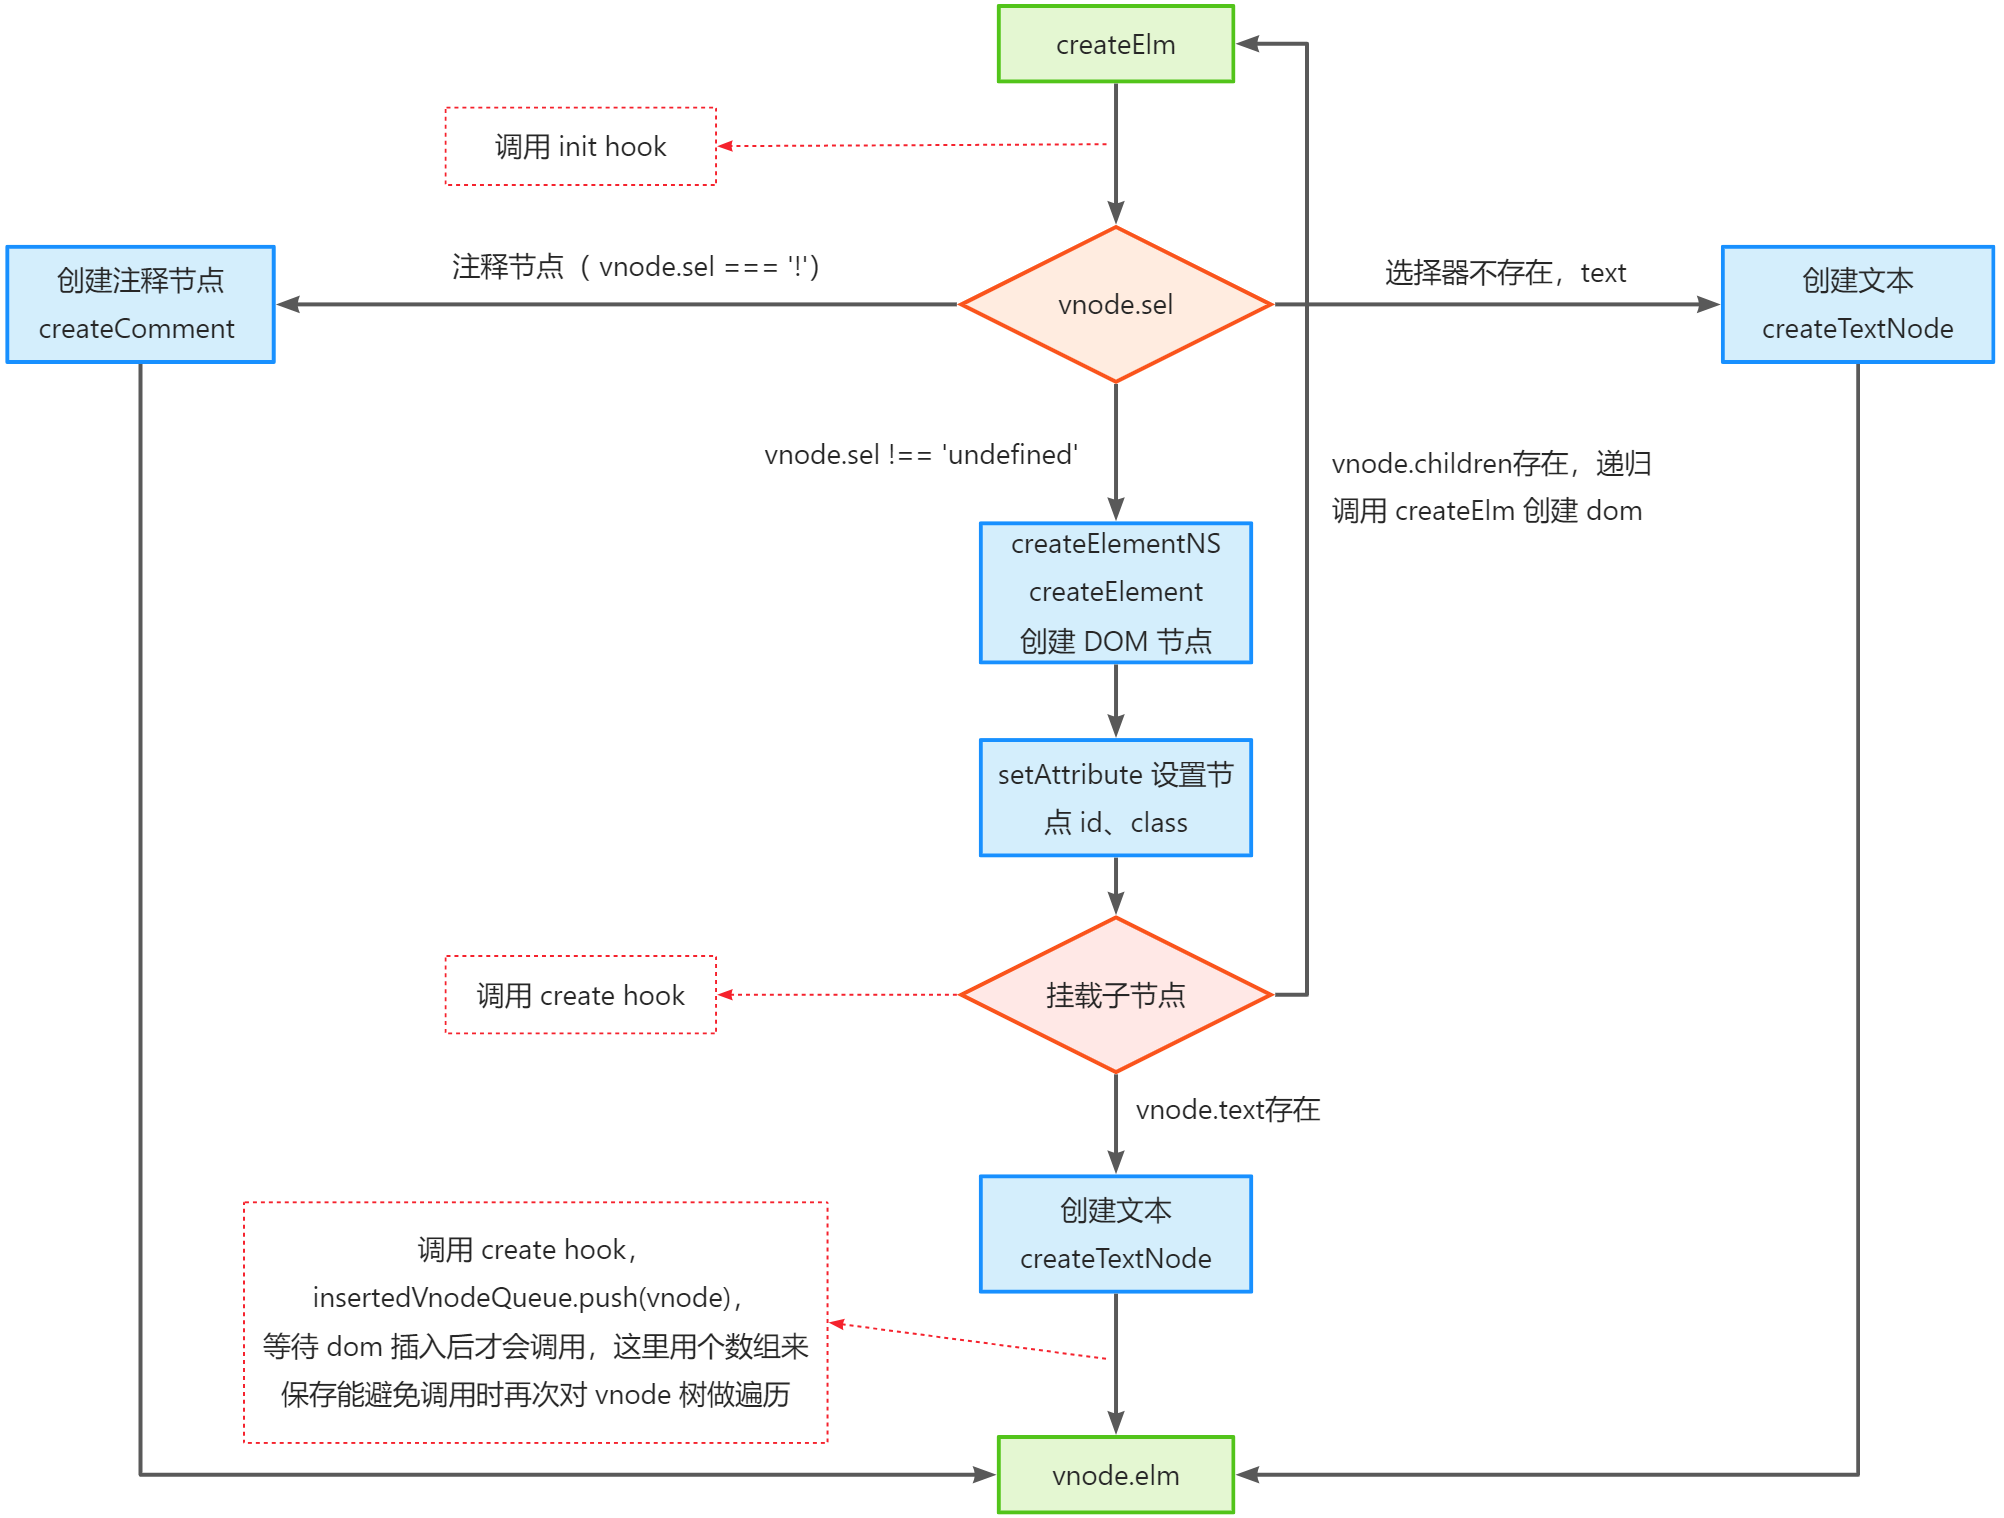 createElm
调用 init hook
注释节点（ vnode.sel === '!'）
选择器不存在，text
创建注释节点
createComment
vnode.sel
创建文本
createTextNode
vnode.sel !== 'undefined'
vnode.children存在，递归
调用 createElm 创建 dom
createElementNS
createElement
创建 DOM 节点
setAttribute 设置节
点 id、class
调用 create hook
挂载子节点
vnode.text存在
创建文本
createTextNode
调用 create hook，
insertedVnodeQueue.push(vnode)，
等待 dom 插入后才会调用，这里用个数组来
保存能避免调用时再次对 vnode 树做遍历
vnode.elm